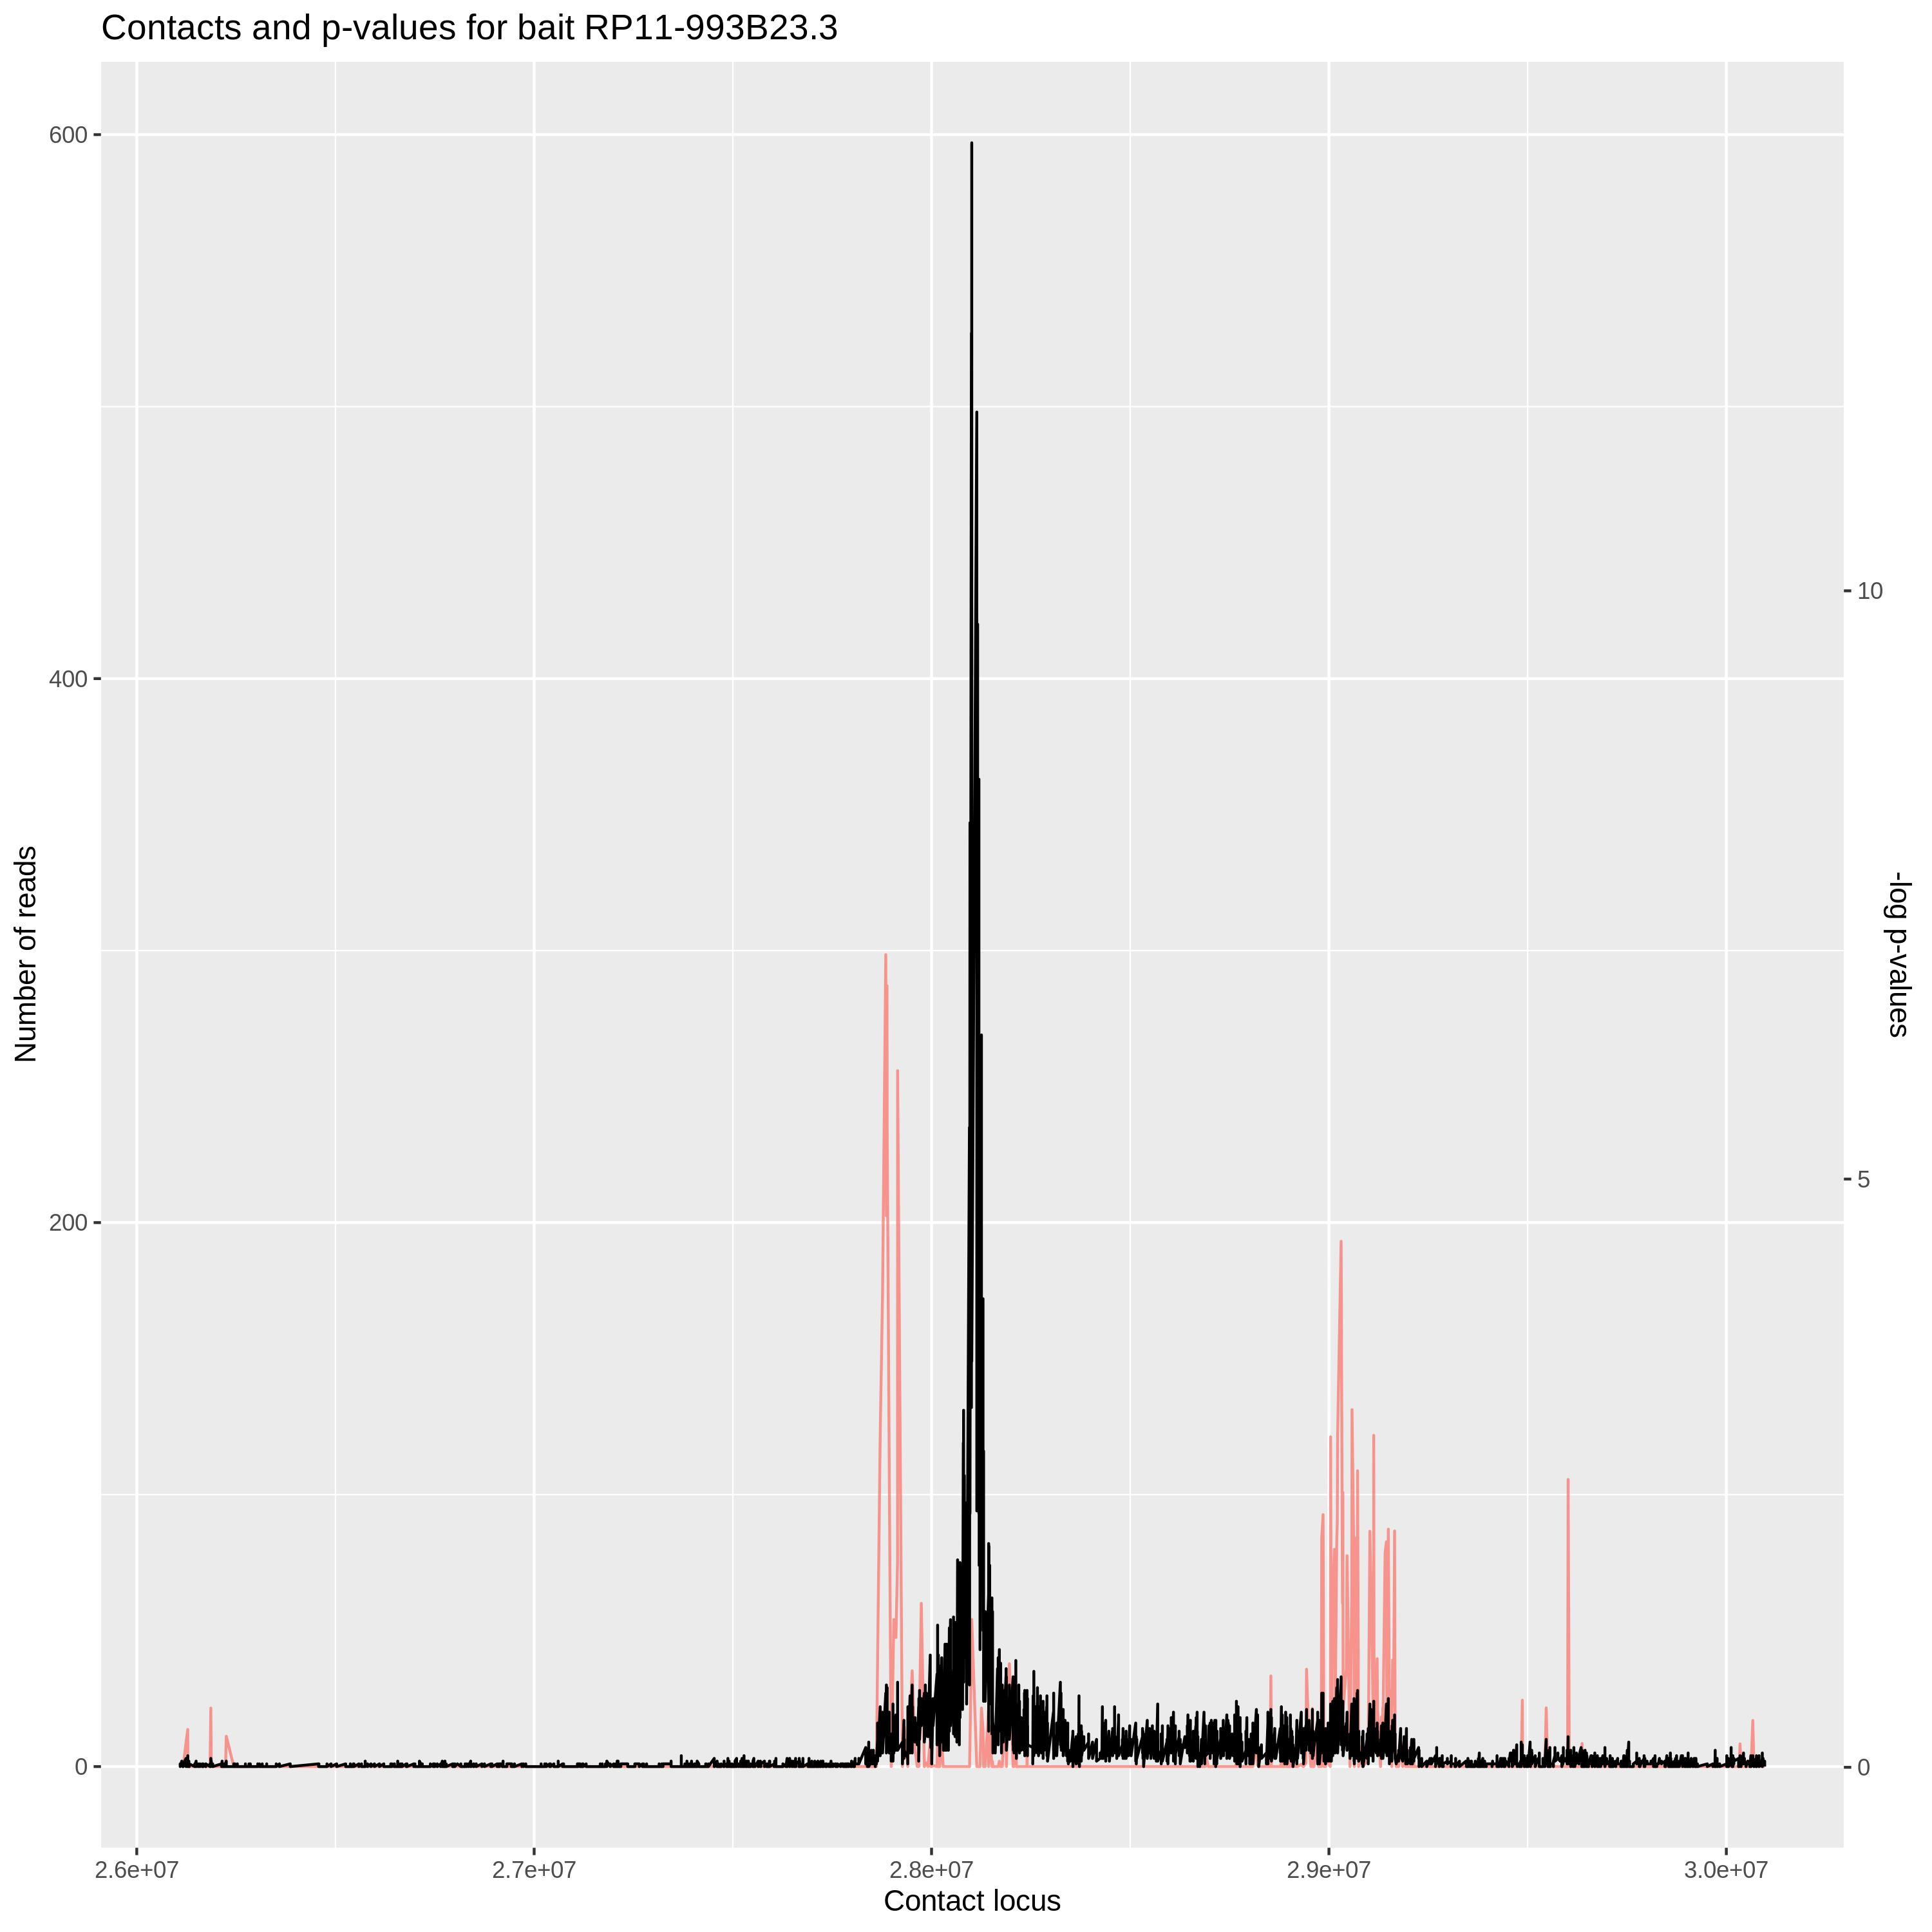 Contacts and p-values for bait RP11-993B23.3
600
400
200
0
Number of reads
10
5
0
-log p-values
2.6e+07
2.7e+07
2.8e+07
2.9e+07
3.0e+07
Contact locus